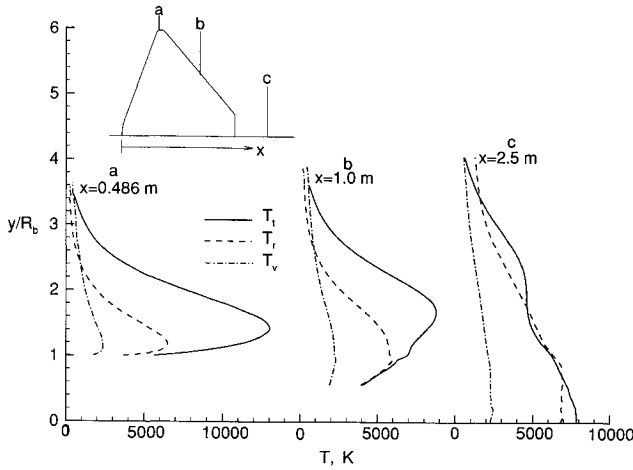 6
a
b
5
c
x
4
a
x=0.486 m
b
x=1.0 m
c
x=2.5 m
y/R_b
3
T_t
T_r
T_v
2
1
0
0 5000 10000 0 5000 10000 0 5000 10000
T, K